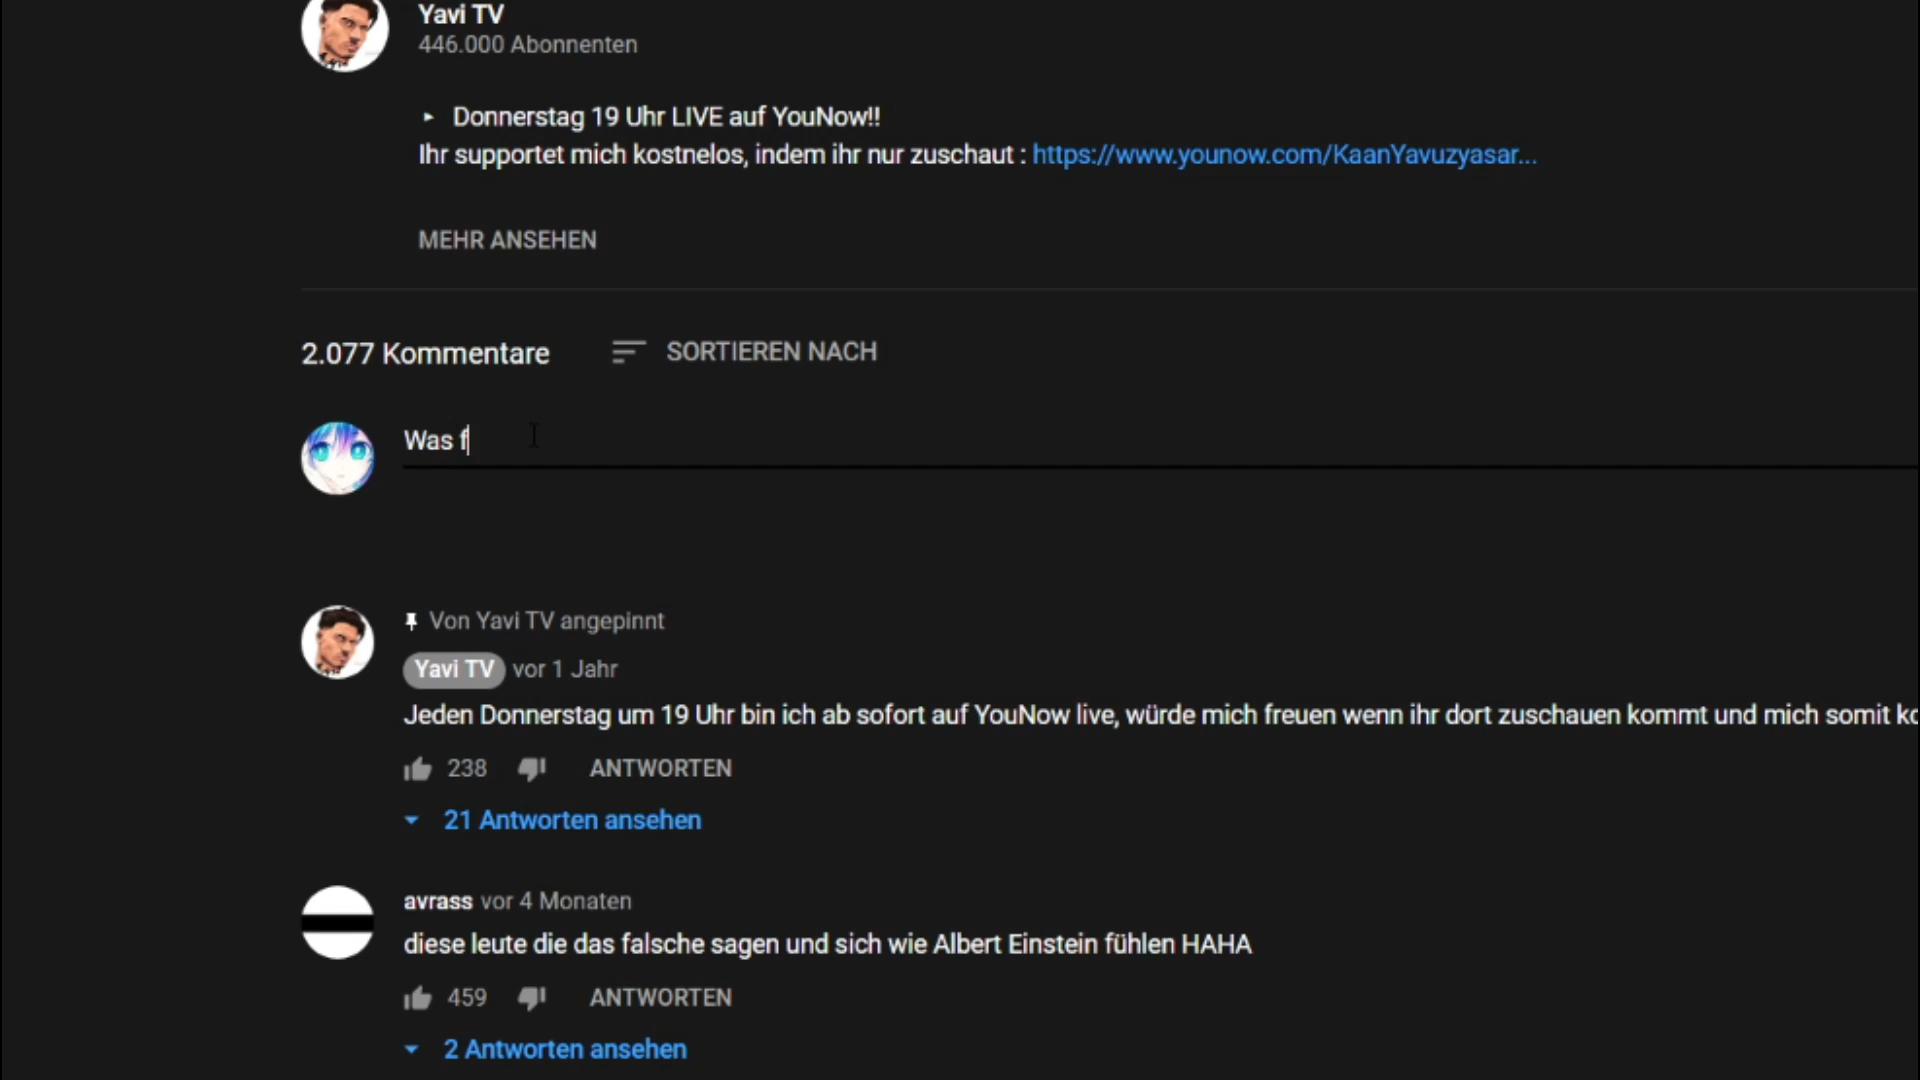 Yavi TV
446.000 Abonnenten
▸ Donnerstag 19 Uhr LIVE auf YouNow!!
Ihr supportet mich kostnelos, indem ihr nur zuschaut : https://www.younow.com/KaanYavuzyasar...
MEHR ANSEHEN
2.077 Kommentare SORTIEREN NACH
Was f
Von Yavi TV angepinnt
Yavi TV vor 1 Jahr
Jeden Donnerstag um 19 Uhr bin ich ab sofort auf YouNow live, würde mich freuen wenn ihr dort zuschauen kommt und mich somit
238 ANTWORTEN
21 Antworten ansehen
avrass vor 4 Monaten
diese leute die das falsche sagen und sich wie Albert Einstein fühlen HAHA
459 ANTWORTEN
2 Antworten ansehen